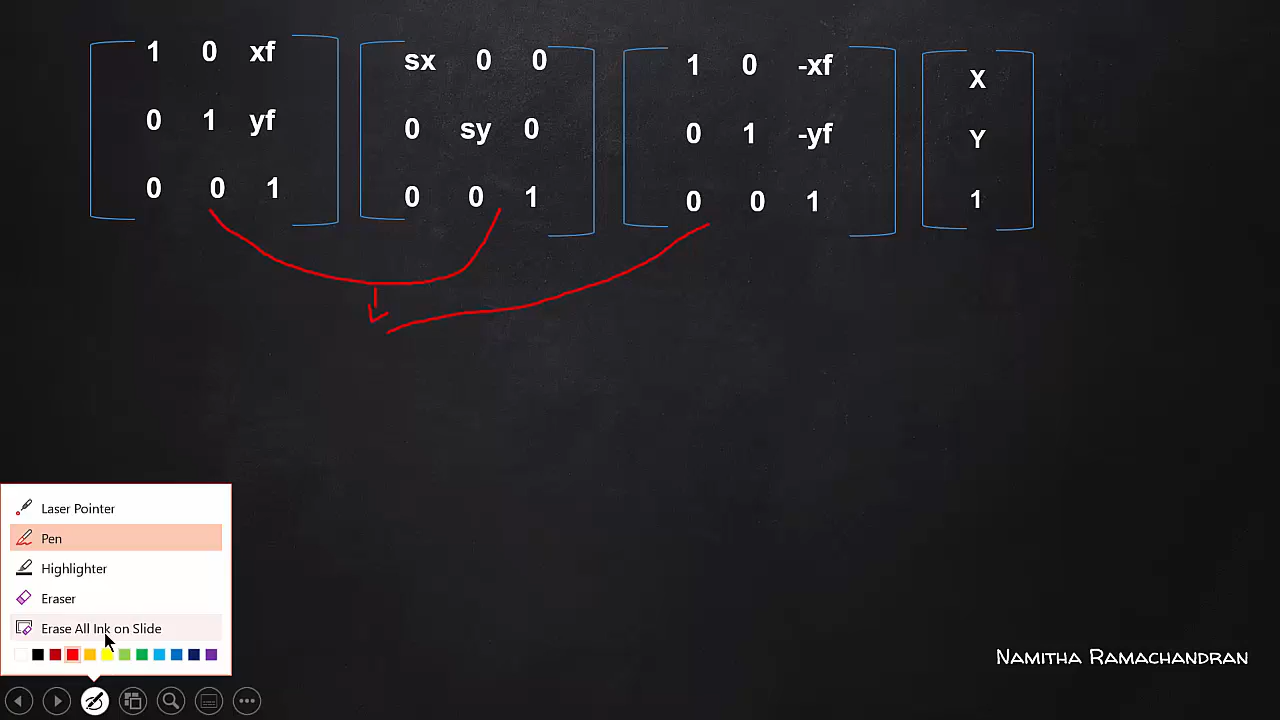 1 0 xf
0 1 yf
0 0 1
sx 0 0
0 sy 0
0 0 1
1 0 -xf
0 1 -yf
0 0 1
X
Y
1
Laser Pointer
Pen
Highlighter
Eraser
Erase All Ink on Slide
Namitha Ramachandran